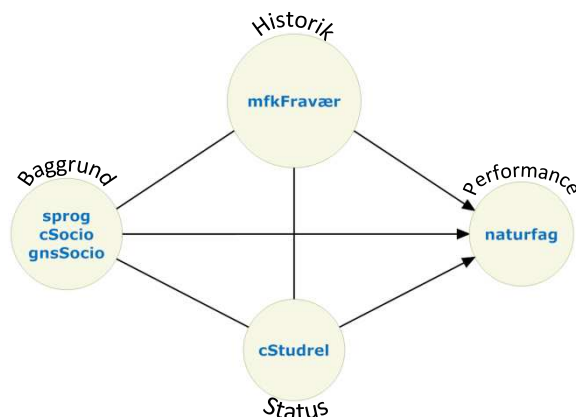 Historik
mfkFravær
Baggrund
sprog
cSocio
gnsSocio
Performance
naturfag
cStudrel
Status